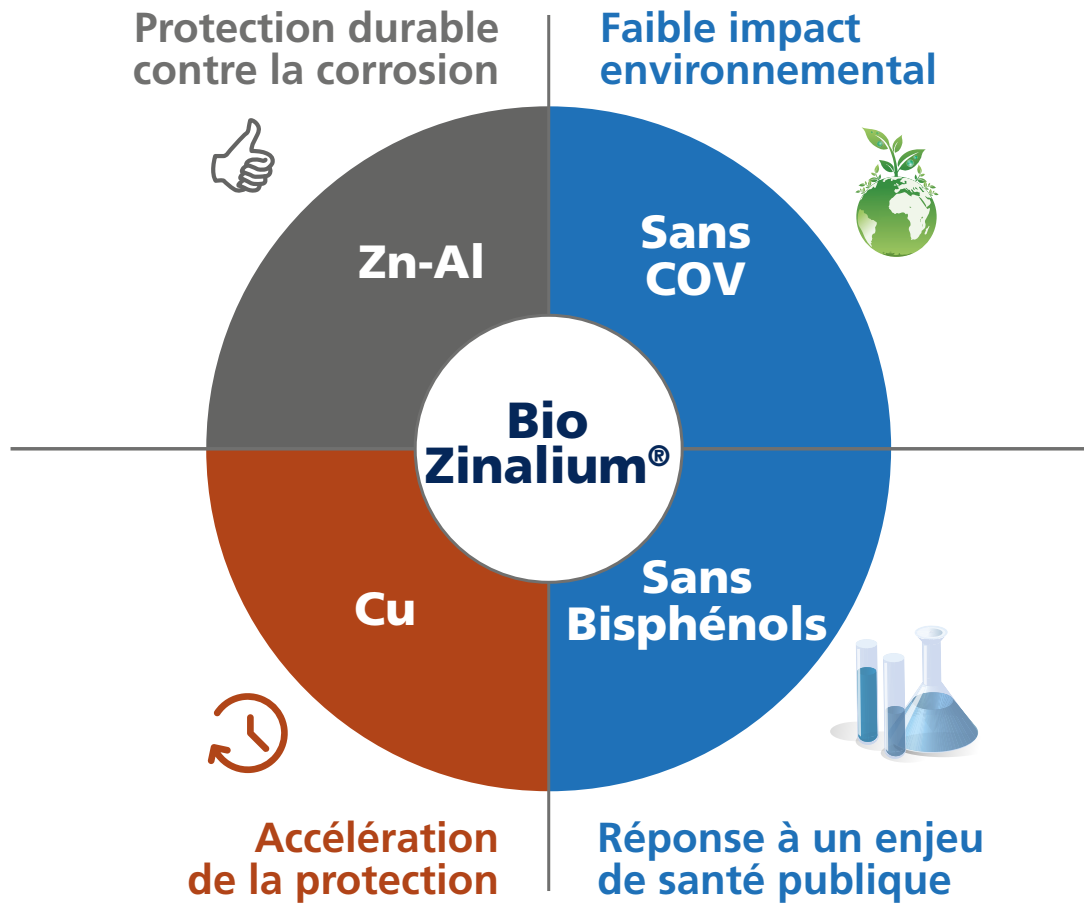 Protection durable
contre la corrosion
Faible impact
environnemental
Zn-Al
Sans
COV
Bio
Zinalium®
Cu
Sans
Bisphénols
Accélération
de la protection
Réponse à un enjeu
de santé publique